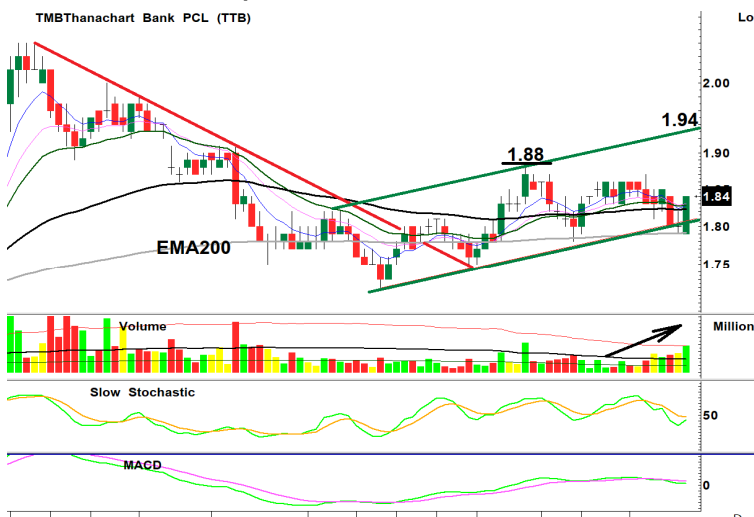 TMBThanachart Bank PCL (TTB)
Lo
2.00
1.94
1.90
1.88
1.84
1.80
EMA200
1.75
Volume
Million
Slow Stochastic
50
MACD
0